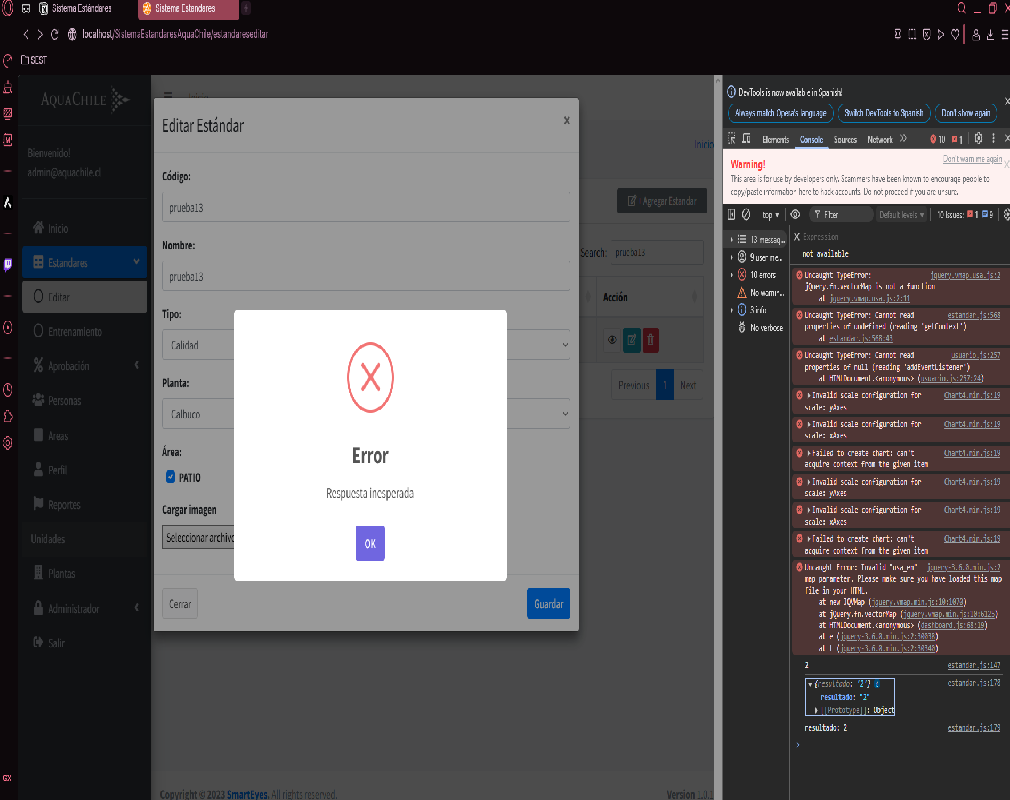 Sistema Estándares
Sistema Estandares
localhost/SistemaEstandaresAquaChile/estandareseditar
SEST
AQUACHILE
Bienvenido!
admin@aquachile.cl
Inicio
Estandares
Editar
Entrenamiento
Aprobación
Personas
Areas
Perfil
Reportes
Unidades
Plantas
Administrador
Salir
Inicio
Editar Estándar
×
Código:
prueba13
Nombre:
prueba13
Tipo:
Calidad
Planta:
Calbuco
Área:
PATIO
Cargar imagen
Seleccionar archivo
Cerrar
Guardar
Error
Respuesta inesperada
OK
Inicio
Agregar Estandar
Search: prueba13
Acción
Previous 1 Next
Copyright © 2023 SmartEyes. All rights reserved.
Version 1.0.1
DevTools is now available in Spanish!
Always match Opera's language
Switch DevTools to Spanish
Don't show again
Elements Console Sources Network 10 1
Warning!
Don't warn me again
This area is for use by developers only. Scammers have been known to encourage people to
copy/paste information here to hack accounts. Do not proceed if you are unsure.
top Filter Default levels 10 Issues: 1 9
13 messag...
9 user me...
10 errors
No warnin...
3 info
No verbose
Expression
not available
Uncaught TypeError: jquery.vmap.usa.js:2
jQuery.fn.vectorMap is not a function
at jquery.vmap.usa.js:2:11
Uncaught TypeError: Cannot read estandar.js:568
properties of undefined (reading 'getContext')
at estandar.js:568:43
Uncaught TypeError: Cannot read usuario.js:257
properties of null (reading 'addEventListener')
at HTMLDocument.<anonymous> (usuario.js:257:24)
Invalid scale configuration for Chart4.min.js:19
scale: yAxes
Invalid scale configuration for Chart4.min.js:19
scale: xAxes
Failed to create chart: can't Chart4.min.js:19
acquire context from the given item
Invalid scale configuration for Chart4.min.js:19
scale: yAxes
Invalid scale configuration for Chart4.min.js:19
scale: xAxes
Failed to create chart: can't Chart4.min.js:19
acquire context from the given item
Uncaught Error: Invalid "usa_en" jquery-3.6.0.min.js:2
map parameter. Please make sure you have loaded this map
file in your HTML.
at new JQVMap (jquery.vmap.min.js:10:1070)
at jQuery.fn.vectorMap (jquery.vmap.min.js:10:6125)
at HTMLDocument.<anonymous> (dashboard.js:68:19)
at e (jquery-3.6.0.min.js:2:30038)
at t (jquery-3.6.0.min.js:2:30340)
2 estandar.js:147
{resultado: '2'} estandar.js:178
resultado: "2"
[[Prototype]]: Object
resultado: 2 estandar.js:179